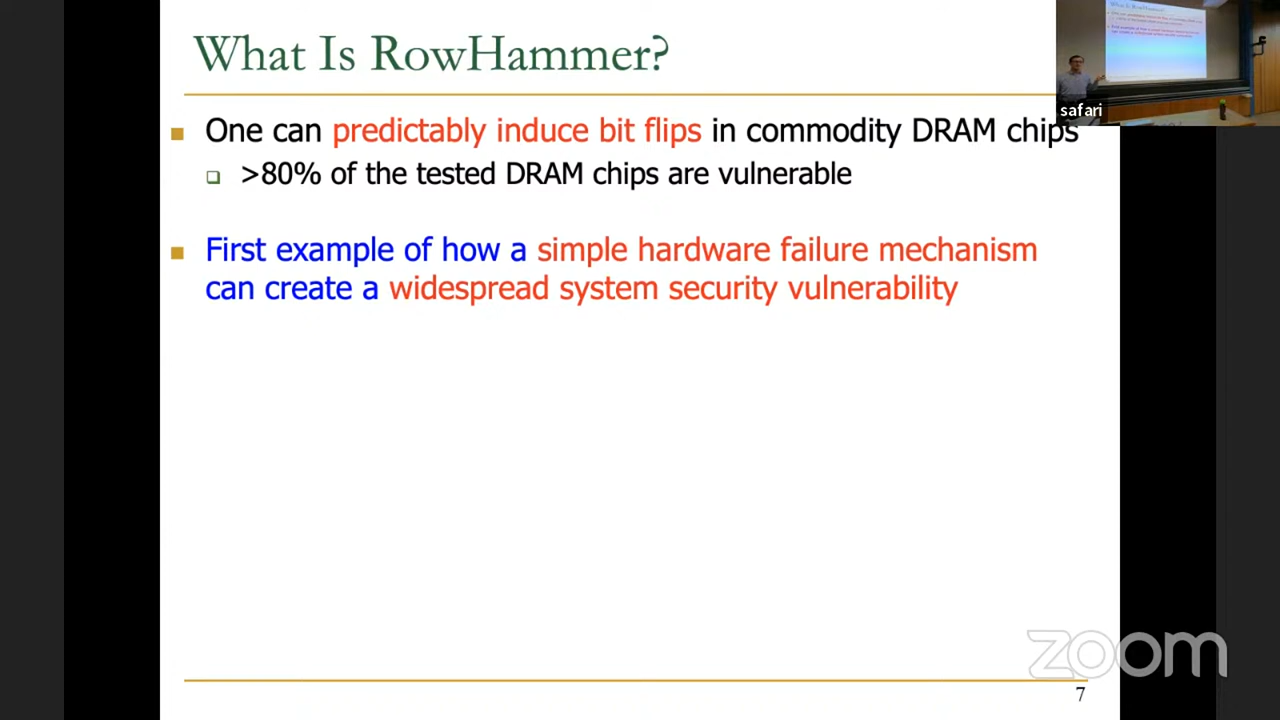 What Is RowHammer?
One can predictably induce bit flips in commodity DRAM chips
>80% of the tested DRAM chips are vulnerable
First example of how a simple hardware failure mechanism
can create a widespread system security vulnerability
safari
zoom
7